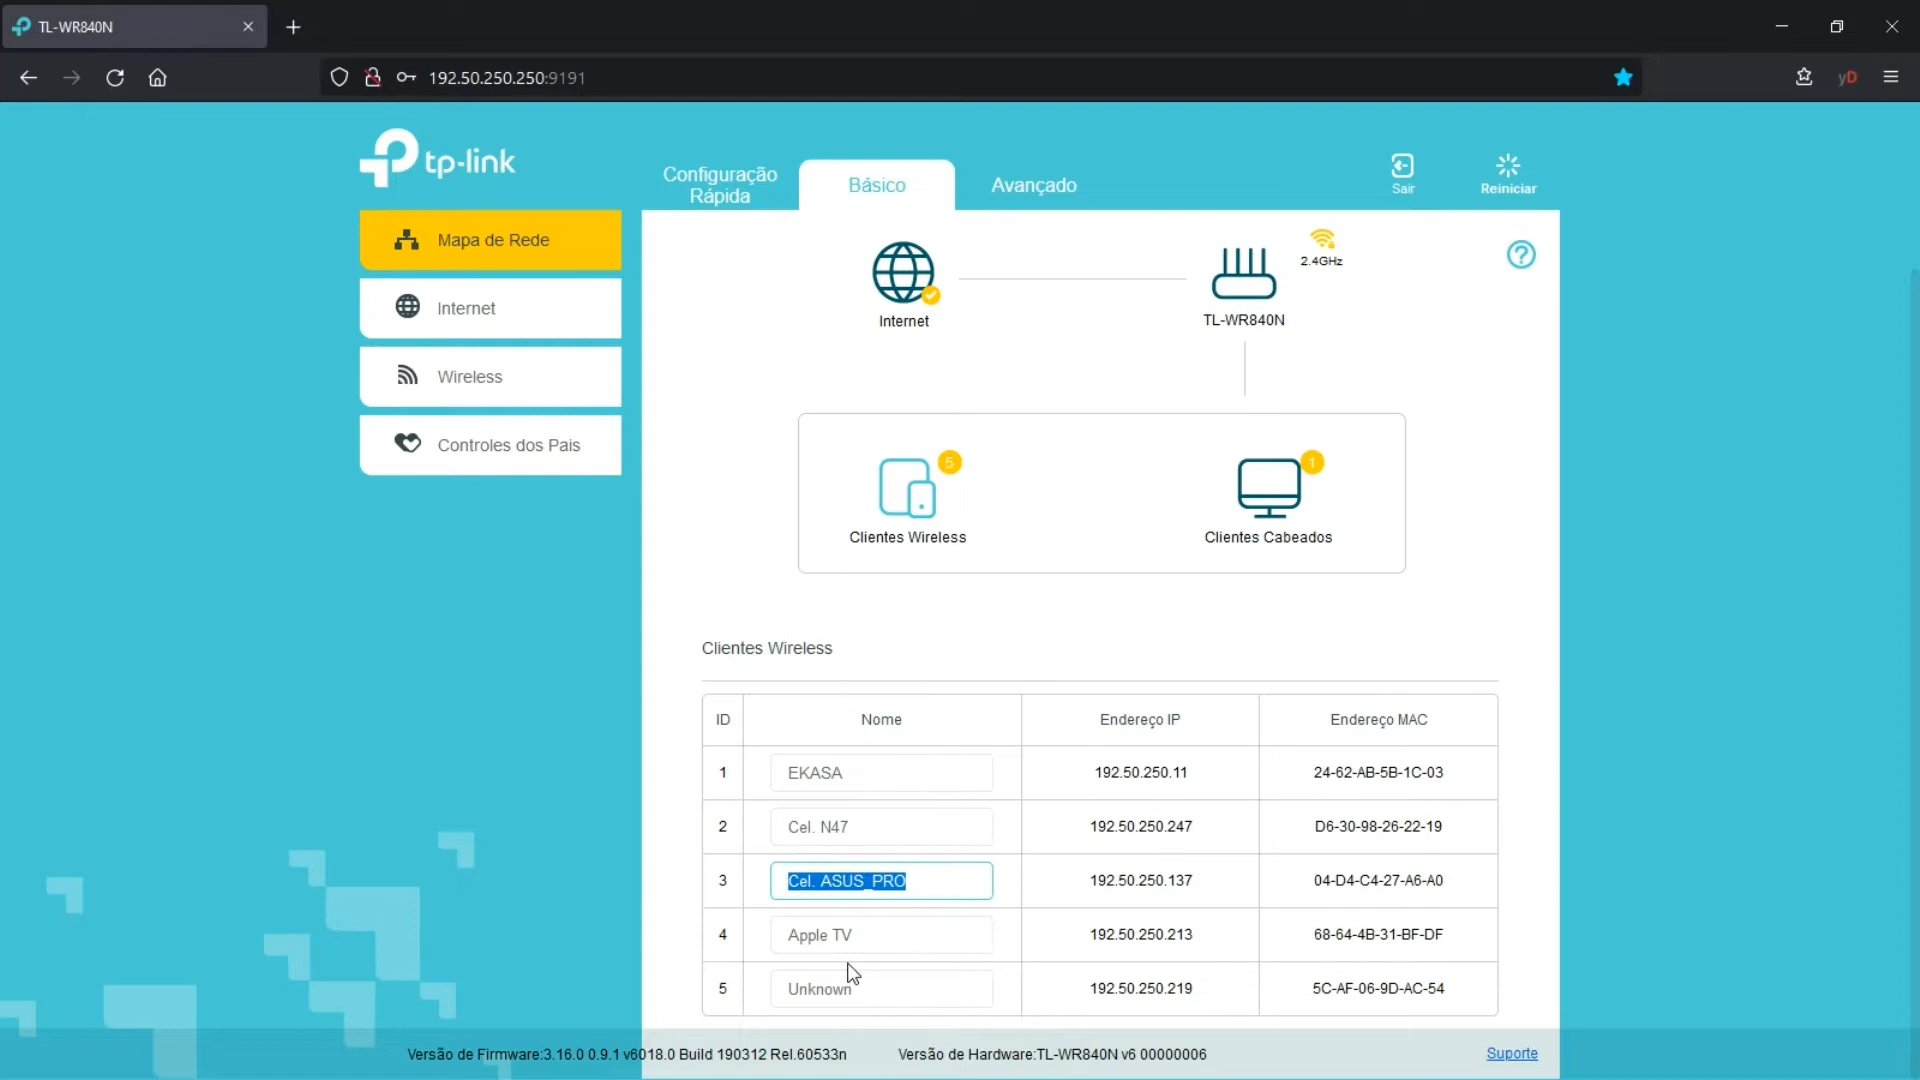 TL-WR840N
192.50.250.250:9191
yD
tp-link
Configuração
Rápida
Básico
Avançado
Sair
Reiniciar
Mapa de Rede
Internet
Wireless
Controles dos Pais
Internet
TL-WR840N
2.4GHz
?
5
Clientes Wireless
1
Clientes Cabeados
Clientes Wireless
ID Nome Endereço IP Endereço MAC
1 EKASA 192.50.250.11 24-62-AB-5B-1C-03
2 Cel. N47 192.50.250.247 D6-30-98-26-22-19
3 Cel. ASUS_PRO 192.50.250.137 04-D4-C4-27-A6-A0
4 Apple TV 192.50.250.213 68-64-4B-31-BF-DF
5 Unknown 192.50.250.219 5C-AF-06-9D-AC-54
Versão de Firmware:3.16.0 0.9.1 v6018.0 Build 190312 Rel.60533n Versão de Hardware:TL-WR840N v6 00000006 Suporte